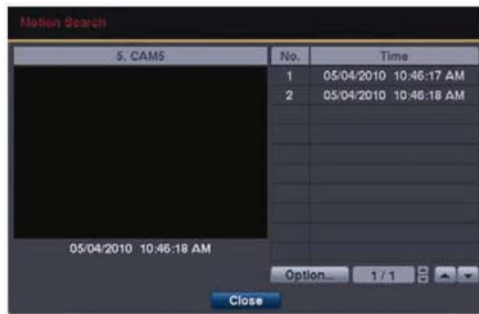 Motion Search
5. CAM5
No. Time
1 05/04/2010 10:46:17 AM
2 05/04/2010 10:46:18 AM
05/04/2010 10:46:18 AM
Option... 1 / 1
Close